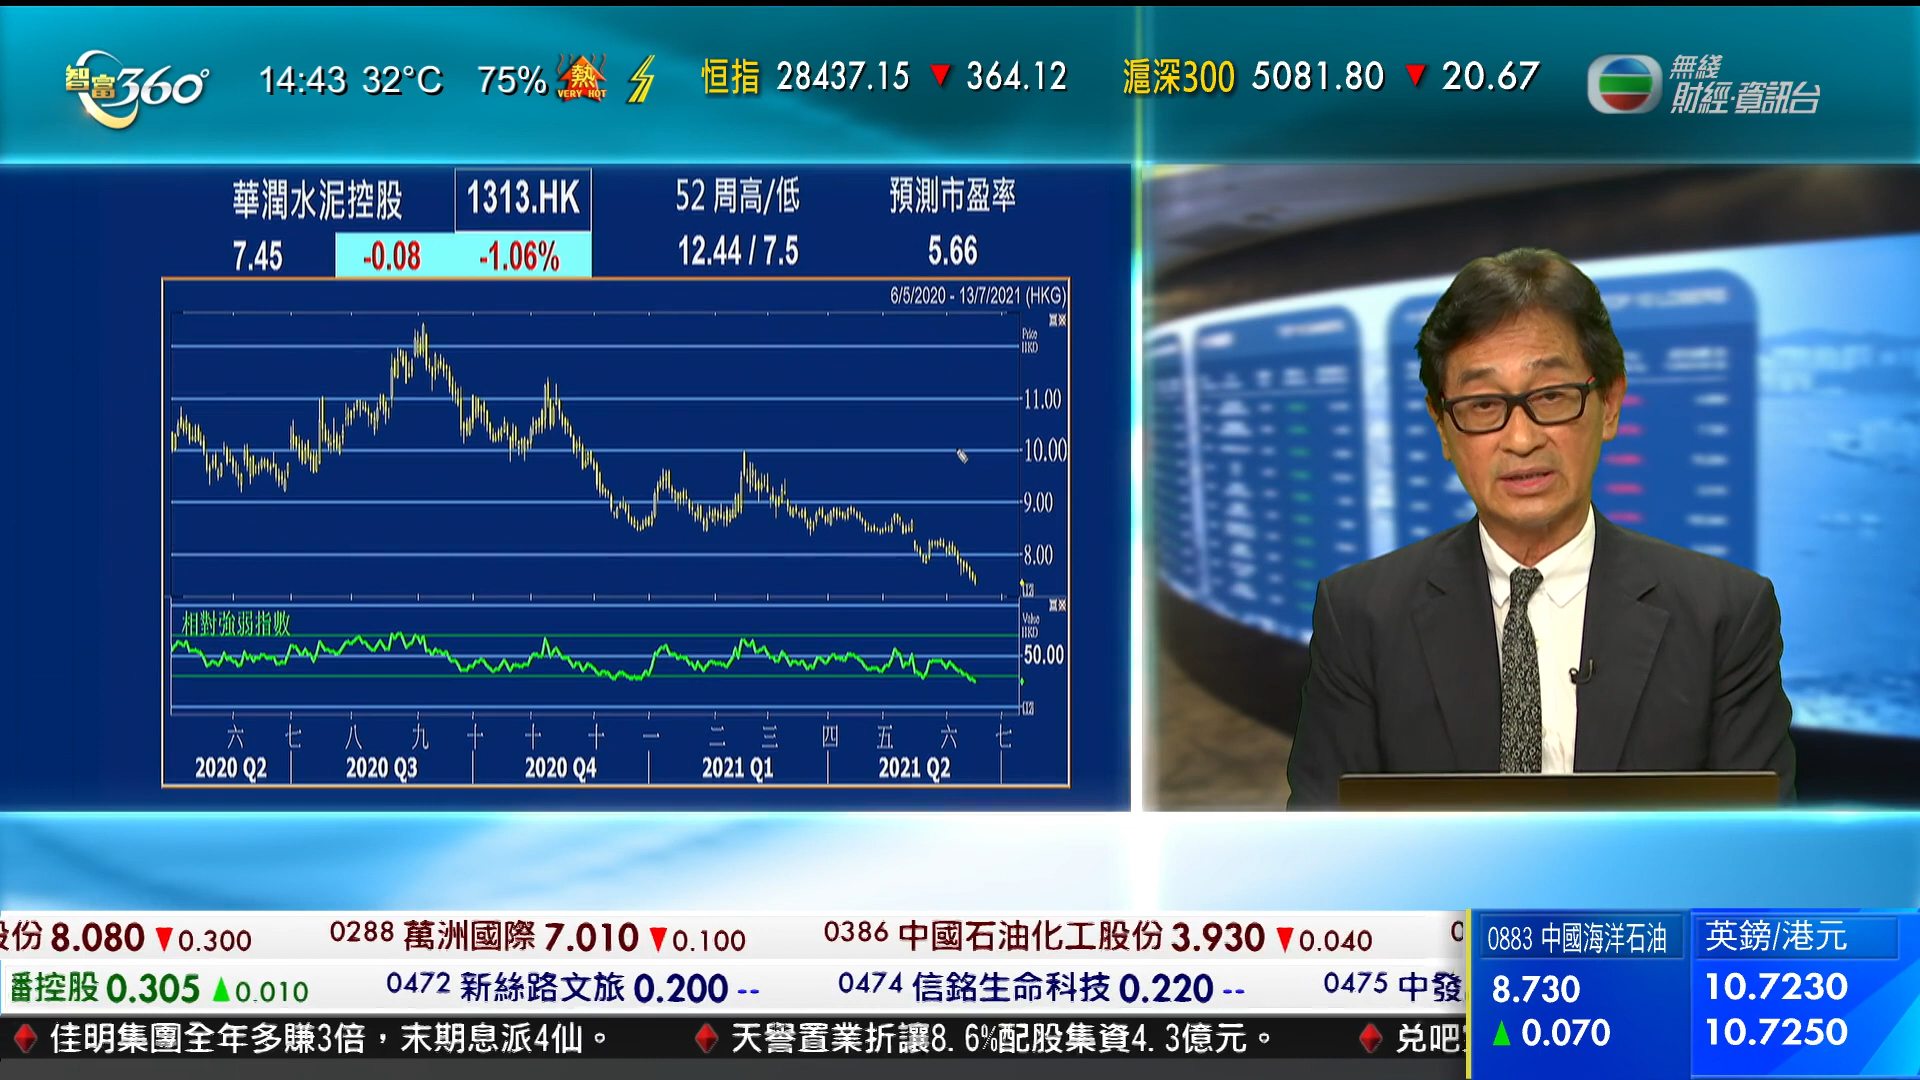 智富360°
14:43 32°C 75% 熱 VERY HOT
恒指 28437.15 ▼ 364.12 滬深300 5081.80 ▼ 20.67
無綫
財經·資訊台
華潤水泥控股 1313.HK 52周高/低 預測市盈率
7.45 -0.08 -1.06% 12.44 / 7.5 5.66
6/5/2020 - 13/7/2021 (HKG)
Price
HKD
11.00
10.00
9.00
8.00
相對強弱指數
Value
HKD
50.00
六 七 八 九 十 十 十 一 二 三 四 五 六 七
2020 Q2 2020 Q3 2020 Q4 2021 Q1 2021 Q2
股份 8.080 ▼0.300 0288 萬洲國際 7.010 ▼0.100 0386 中國石油化工股份 3.930 ▼0.040
番控股 0.305 ▲0.010 0472 新絲路文旅 0.200 -- 0474 信銘生命科技 0.220 -- 0475 中發
佳明集團全年多賺3倍，末期息派4仙。 天譽置業折讓8.6%配股集資4.3億元。 兑吧
0883 中國海洋石油
8.730
▲ 0.070
英鎊/港元
10.7230
10.7250